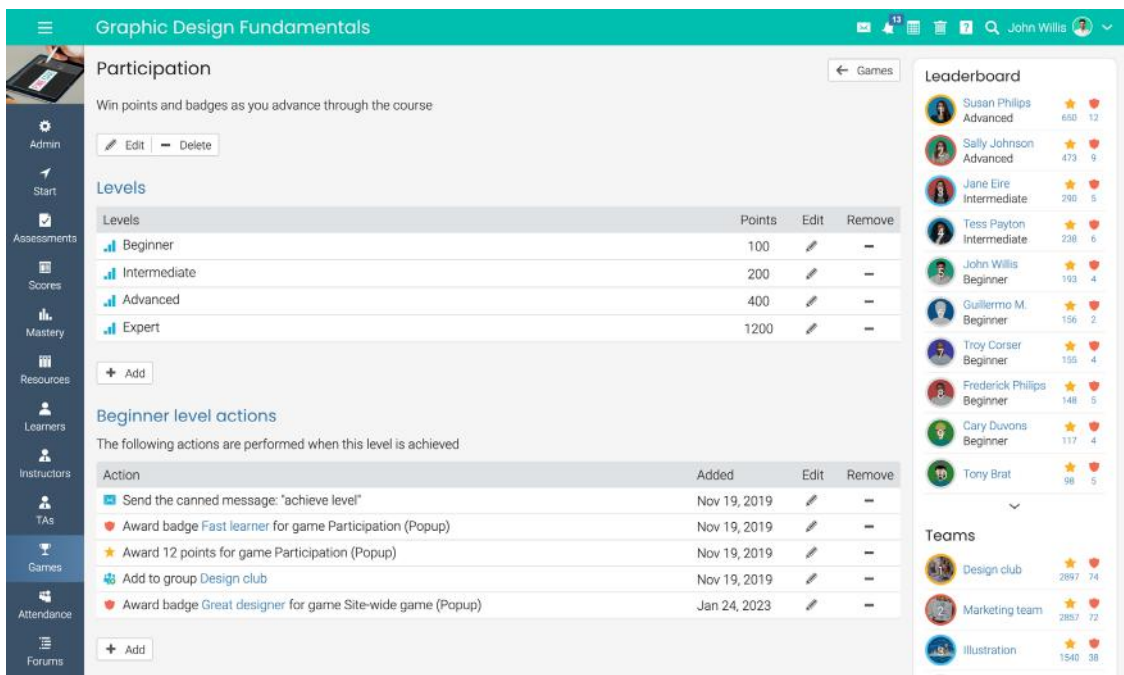 Graphic Design Fundamentals
13
?
John Willis
Admin
Start
Assessments
Scores
Mastery
Resources
Learners
Instructors
TAs
Games
Attendance
Forums
Participation
Games
Win points and badges as you advance through the course
Edit
Delete
Levels
Levels Points Edit Remove
Beginner 100
Intermediate 200
Advanced 400
Expert 1200
+ Add
Beginner level actions
The following actions are performed when this level is achieved
Action Added Edit Remove
Send the canned message: "achieve level" Nov 19, 2019
Award badge Fast learner for game Participation (Popup) Nov 19, 2019
Award 12 points for game Participation (Popup) Nov 19, 2019
Add to group Design club Nov 19, 2019
Award badge Great designer for game Site-wide game (Popup) Jan 24, 2023
+ Add
Leaderboard
Susan Philips
Advanced 650 12
Sally Johnson
Advanced 473 9
Jane Eire
Intermediate 290 5
Tess Payton
Intermediate 238 6
John Willis
Beginner 193 4
Guillermo M.
Beginner 156 2
Troy Corser
Beginner 155 4
Frederick Philips
Beginner 148 5
Cary Duvons
Beginner 117 4
Tony Brat
98 5
Teams
Design club 2897 74
Marketing team 2857 72
Illustration 1540 38